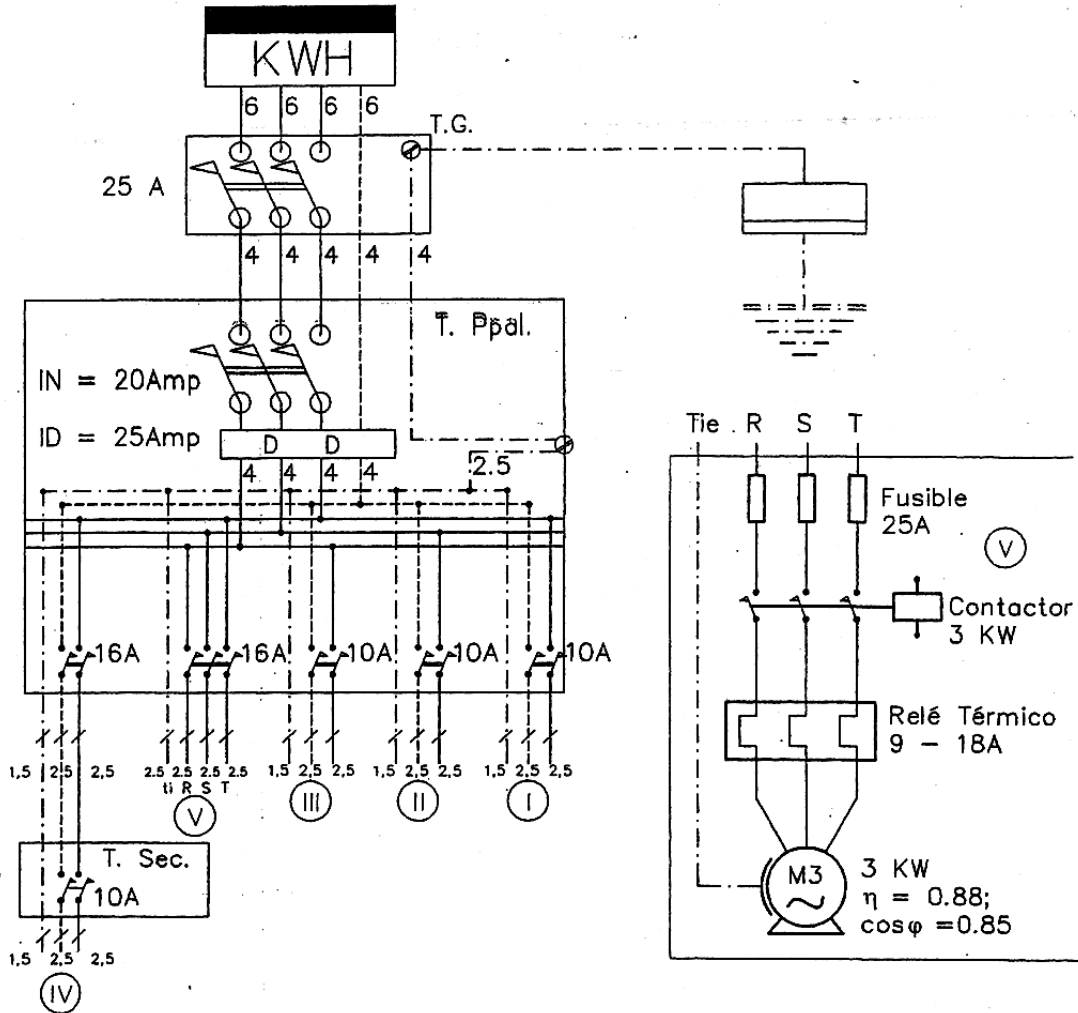 KWH
6 6 6 6
T.G.
25 A
4 4 4 4 4
T. Ppal.
IN = 20Amp
ID = 25Amp
D D
4 4 4 4 2.5
16A 16A 10A 10A 10A
1,5 2.5 2,5 2.5 2.5 2.5 2.5 1,5 2,5 2,5 1,5 2,5 2,5 1,5 2,5 2,5
ti R S T
V III II I
T. Sec.
10A
1,5 2,5 2,5
IV
Tie R S T
Fusible
25A
V
Contactor
3 KW
Relé Térmico
9 - 18A
M3
3 KW
η = 0.88;
cosφ =0.85